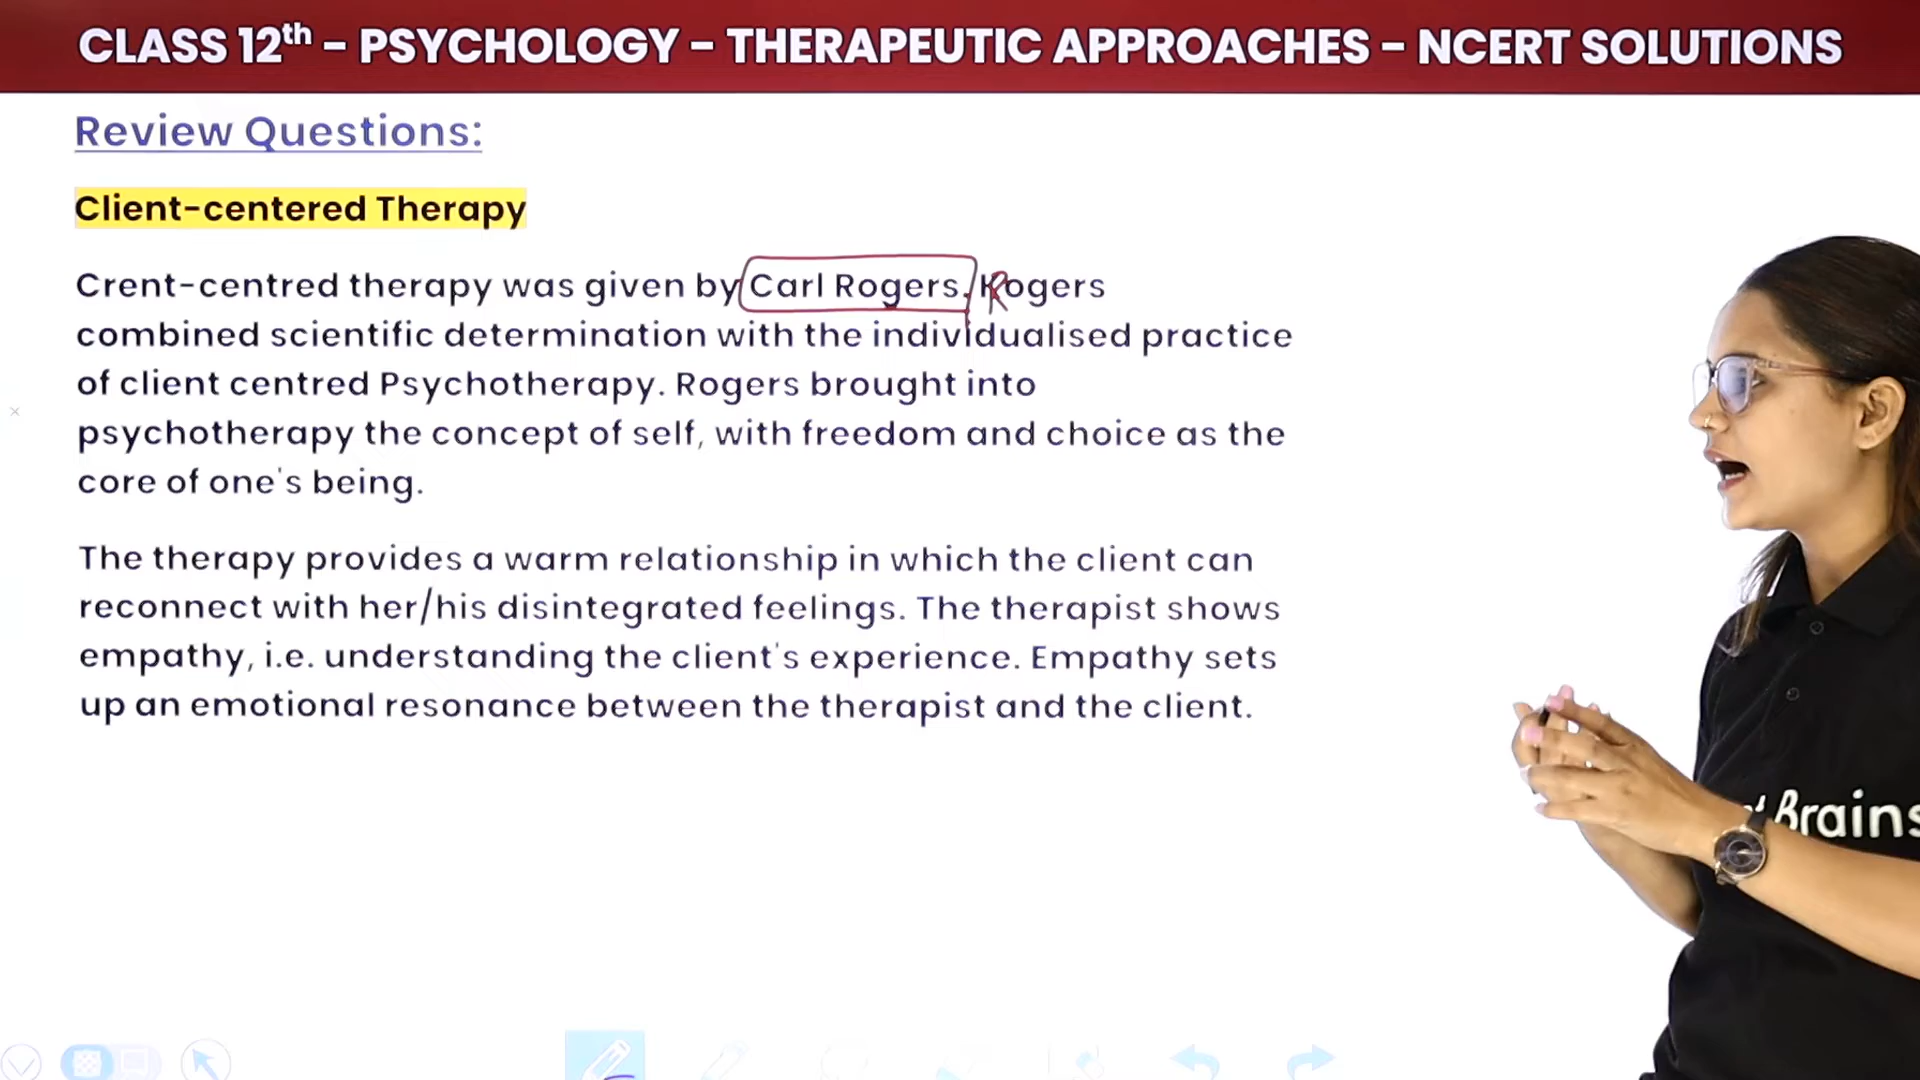 CLASS 12th - PSYCHOLOGY - THERAPEUTIC APPROACHES - NCERT SOLUTIONS
Review Questions:
Client-centered Therapy
Crent-centred therapy was given by Carl Rogers. Rogers
combined scientific determination with the individualised practice
of client centred Psychotherapy. Rogers brought into
psychotherapy the concept of self, with freedom and choice as the
core of one's being.
The therapy provides a warm relationship in which the client can
reconnect with her/his disintegrated feelings. The therapist shows
empathy, i.e. understanding the client's experience. Empathy sets
up an emotional resonance between the therapist and the client.
Brains